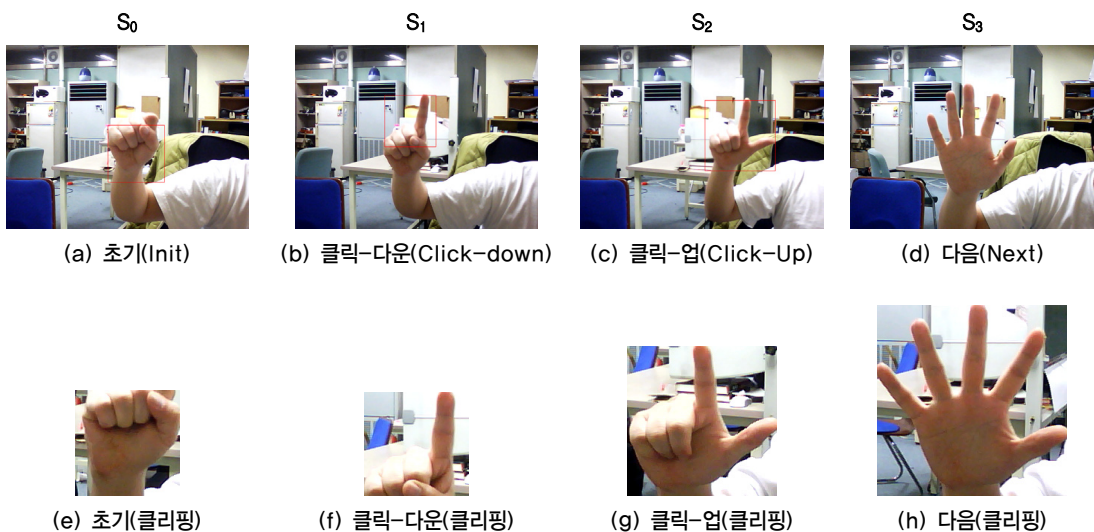 S₀ S₁ S₂ S₃
(a) 초기(Init) (b) 클릭-다운(Click-down) (c) 클릭-업(Click-Up) (d) 다음(Next)
(e) 초기(클리핑) (f) 클릭-다운(클리핑) (g) 클릭-업(클리핑) (h) 다음(클리핑)